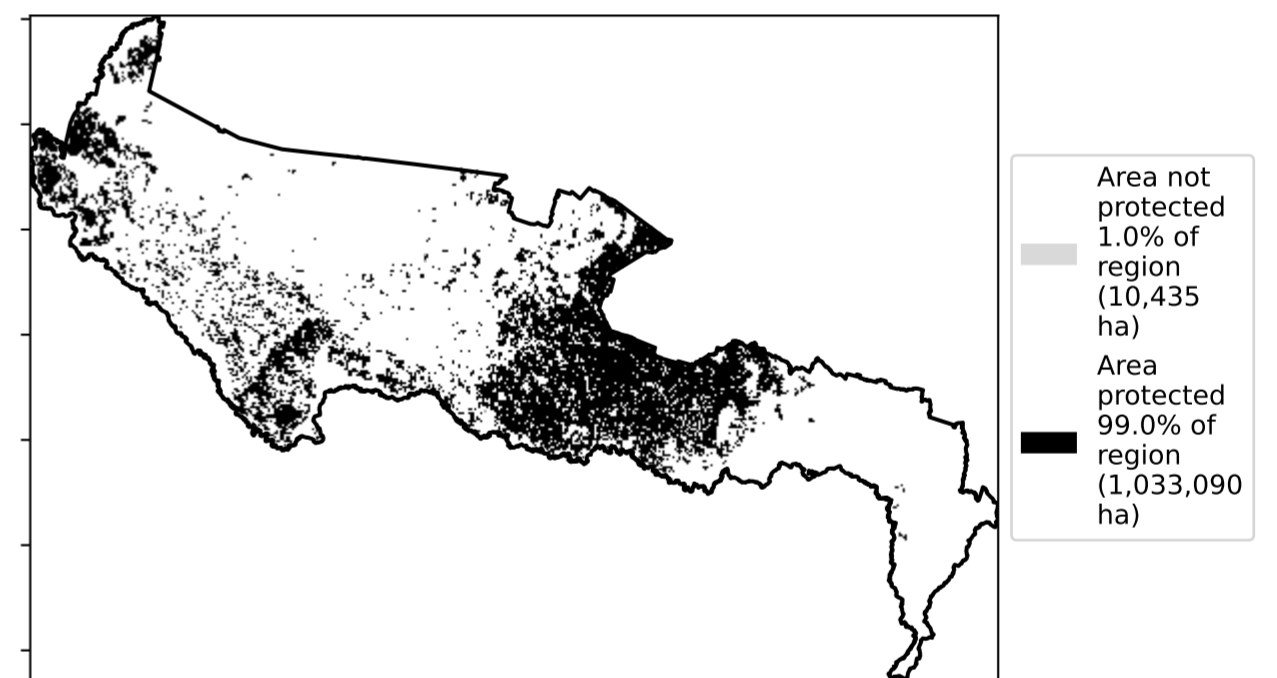 Area not
protected
1.0% of
region
(10,435
ha)
Area
protected
99.0% of
region
(1,033,090
ha)